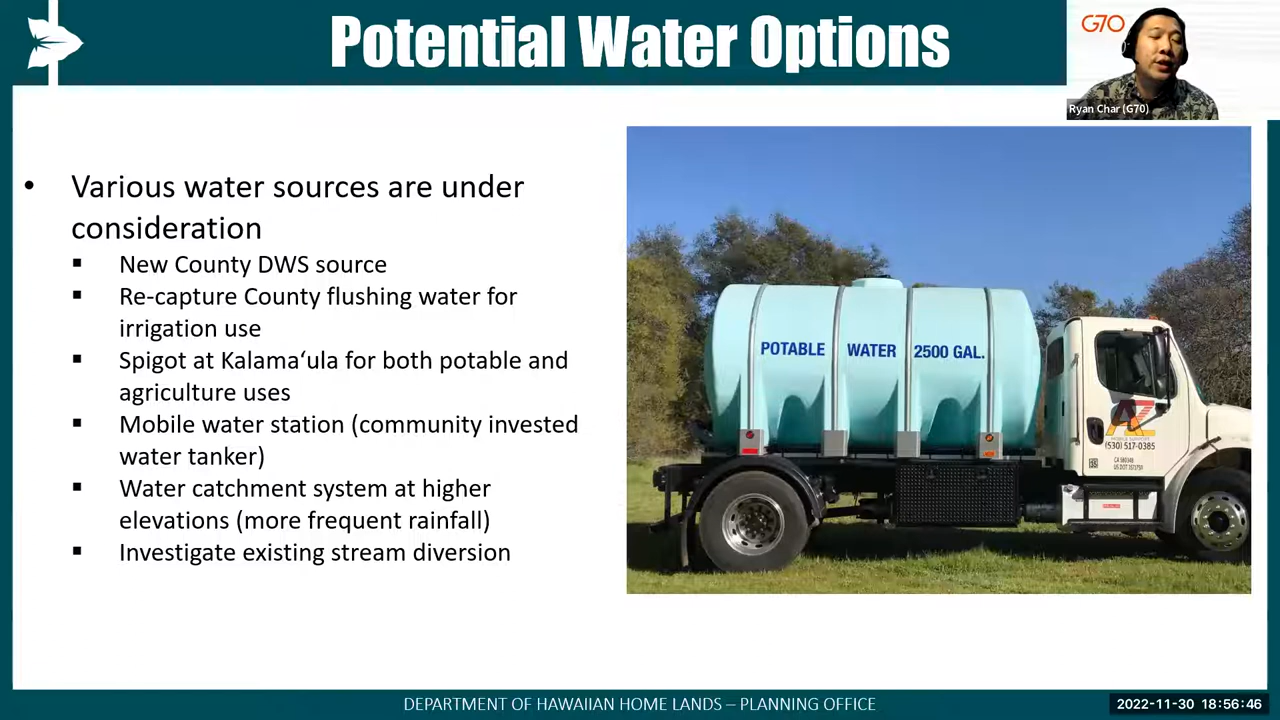 Potential Water Options
G70
Ryan Char (G70)
• Various water sources are under
consideration
▪ New County DWS source
▪ Re-capture County flushing water for
irrigation use
▪ Spigot at Kalamaʻula for both potable and
agriculture uses
▪ Mobile water station (community invested
water tanker)
▪ Water catchment system at higher
elevations (more frequent rainfall)
▪ Investigate existing stream diversion
POTABLE WATER 2500 GAL.
AZ
(530) 517-0385
DEPARTMENT OF HAWAIIAN HOME LANDS – PLANNING OFFICE
2022-11-30 18:56:46